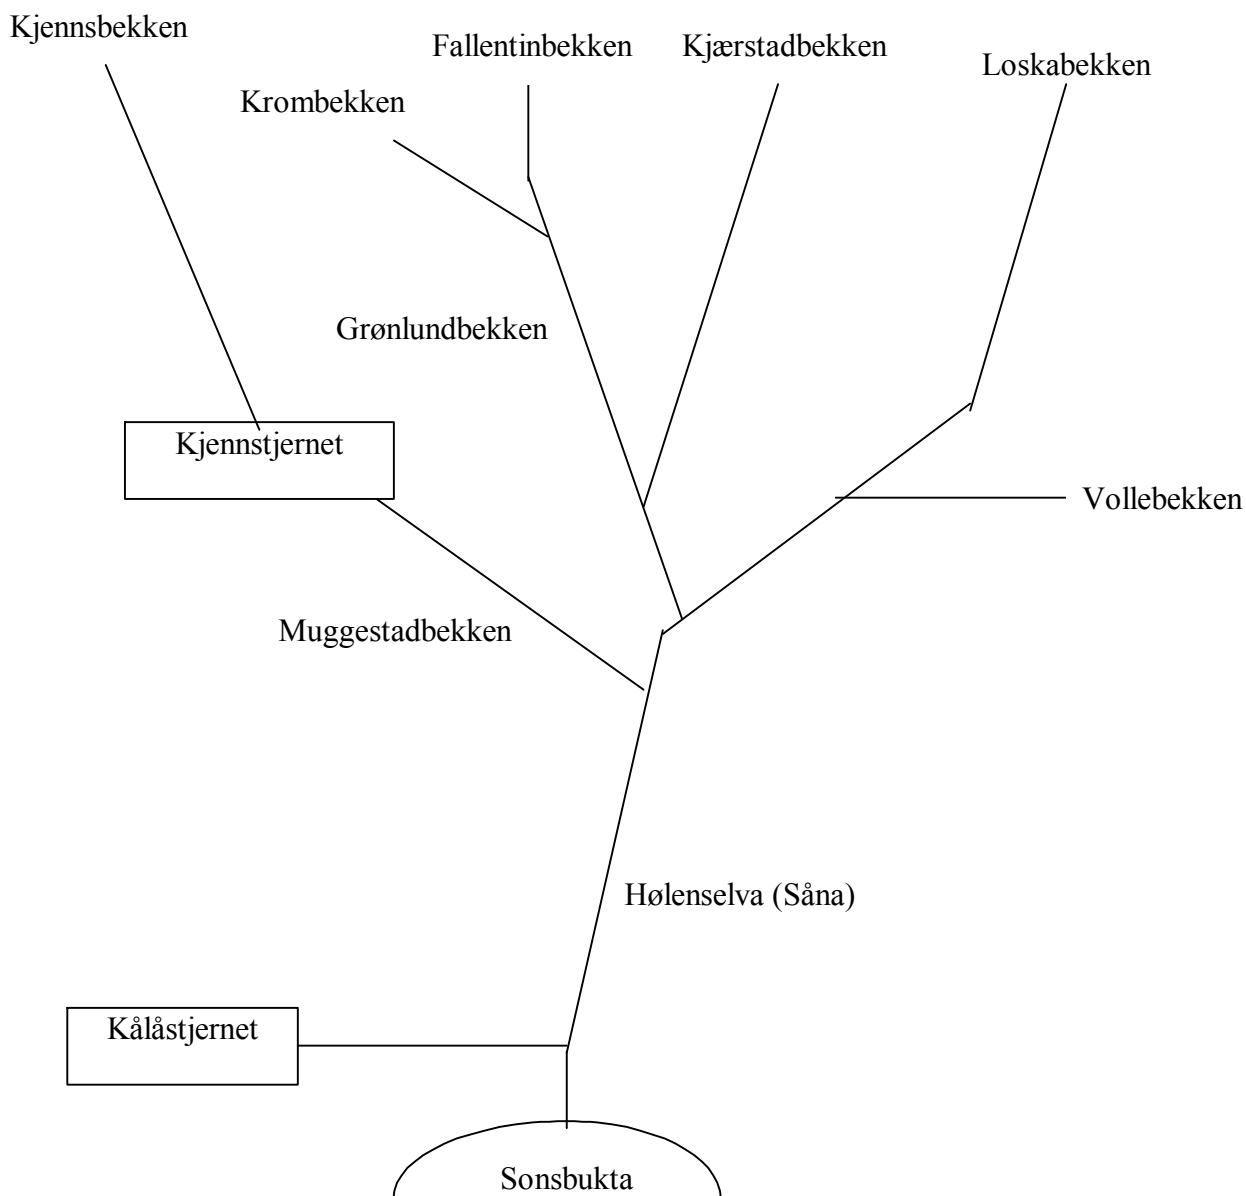 Kjennsbekken
Fallentinbekken
Kjærstadbekken
Loskabekken
Krombekken
Grønlundbekken
Kjennstjernet
Vollebekken
Muggestadbekken
Hølenselva (Såna)
Kålåstjernet
Sonsbukta